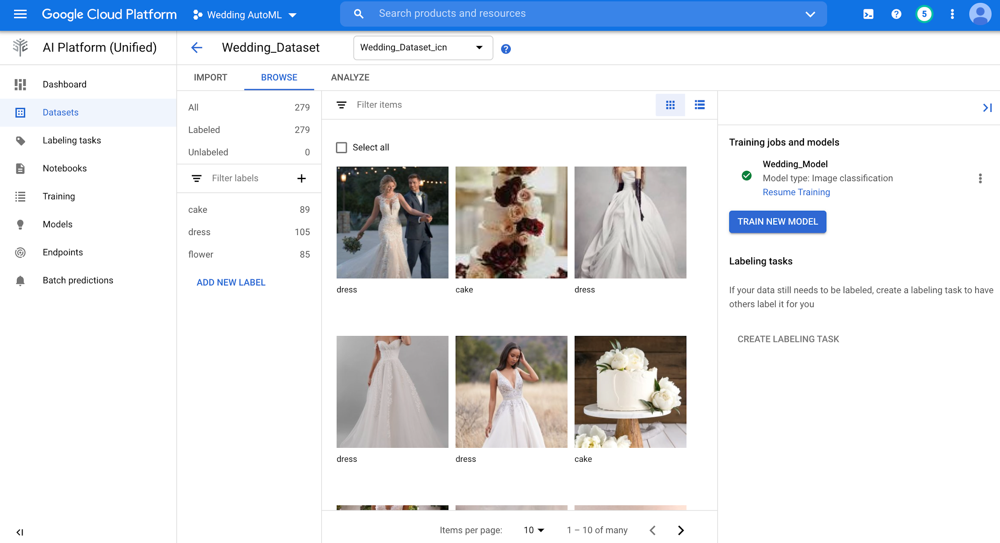 Google Cloud Platform
Wedding AutoML
Search products and resources
5
AI Platform (Unified)
Wedding_Dataset
Wedding_Dataset_icn
IMPORT
BROWSE
ANALYZE
Dashboard
Datasets
Labeling tasks
Notebooks
Training
Models
Endpoints
Batch predictions
All 279
Labeled 279
Unlabeled 0
Filter labels
cake 89
dress 105
flower 85
ADD NEW LABEL
Filter items
Select all
dress
cake
dress
dress
dress
cake
Items per page: 10 1 – 10 of many
Training jobs and models
Wedding_Model
Model type: Image classification
Resume Training
TRAIN NEW MODEL
Labeling tasks
If your data still needs to be labeled, create a labeling task to have
others label it for you
CREATE LABELING TASK